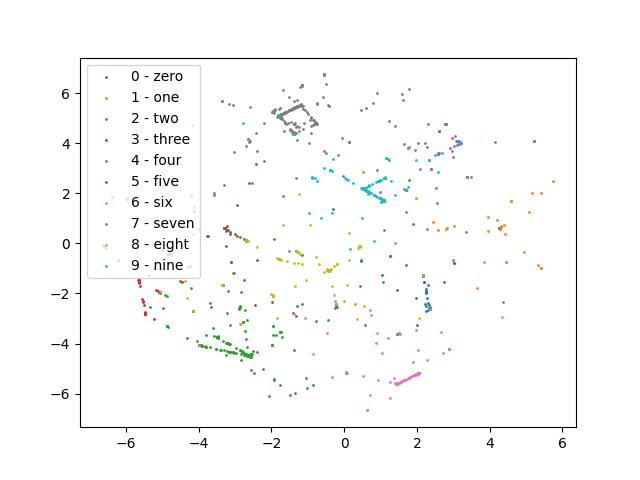 0 - zero
1 - one
2 - two
3 - three
4 - four
5 - five
6 - six
7 - seven
8 - eight
9 - nine
6
4
2
0
−2
−4
−6
−6 −4 −2 0 2 4 6